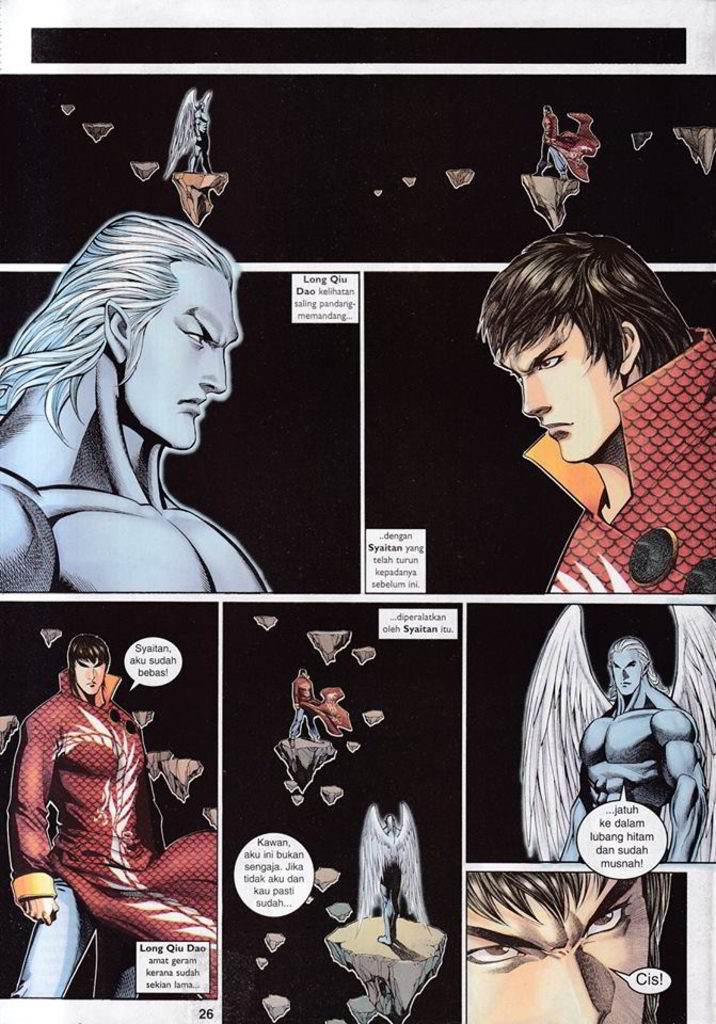 Long Qiu
Dao kelihatan
saling pandang-
memandang...
..dengan
Syaitan yang
telah turun
kepadanya
sebelum ini.
Syaitan,
aku sudah
bebas!
Long Qiu Dao
amat geram
kerana sudah
sekian lama...
...diperalatkan
oleh Syaitan itu.
Kawan,
aku ini bukan
sengaja. Jika
tidak aku dan
kau pasti
sudah...
...jatuh
ke dalam
lubang hitam
dan sudah
musnah!
Cis!
26